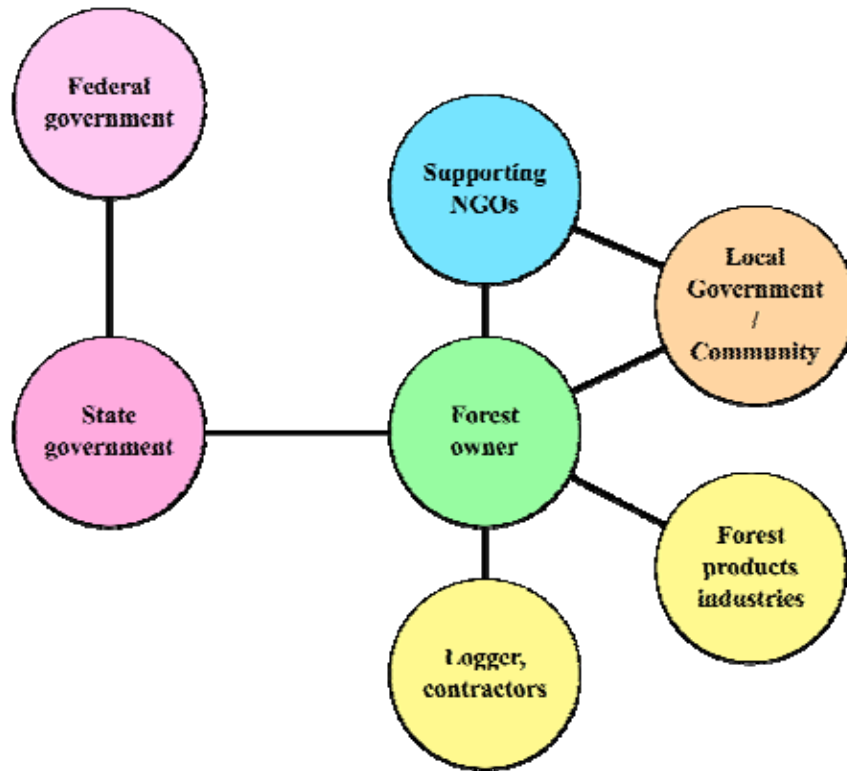 Federal
government
Supporting
NGOs
Local
Government
/
Community
State
government
Forest
owner
Forest
products
industries
Logger,
contractors